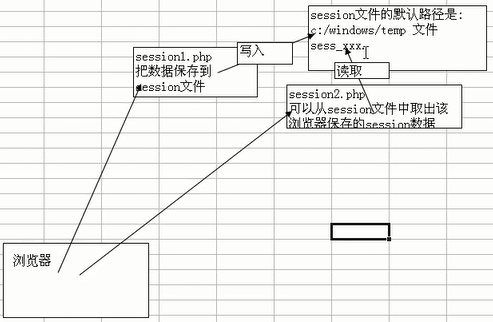 session文件的默认路径是:
c:/windows/temp 文件
sess_xxx
写入
session1.php
把数据保存到
session文件
读取
session2.php
可以从session文件中取出该
浏览器保存的session数据
浏览器